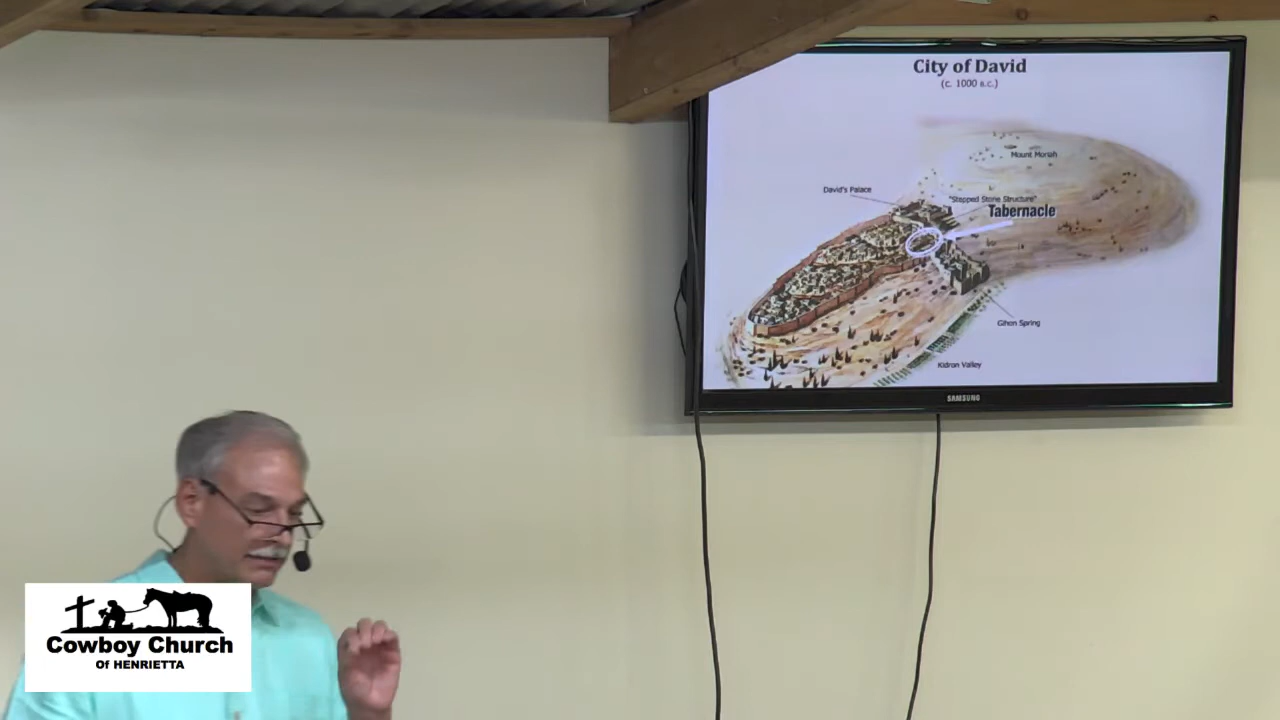 City of David
(c. 1000 B.C.)
Mount Moriah
David's Palace
"Stepped Stone Structure"
Tabernacle
Gihon Spring
Kidron Valley
SAMSUNG
Cowboy Church
OF HENRIETTA